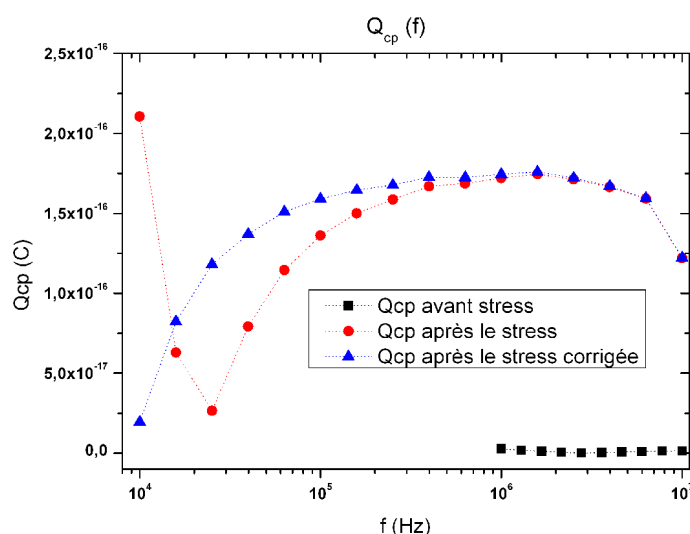 Qcp (f)
2,5x10-16
2,0x10-16
1,5x10-16
1,0x10-16
5,0x10-17
0,0
Qcp (C)
Qcp avant stress
Qcp après le stress
Qcp après le stress corrigée
10^4
10^5
10^6
f (Hz)